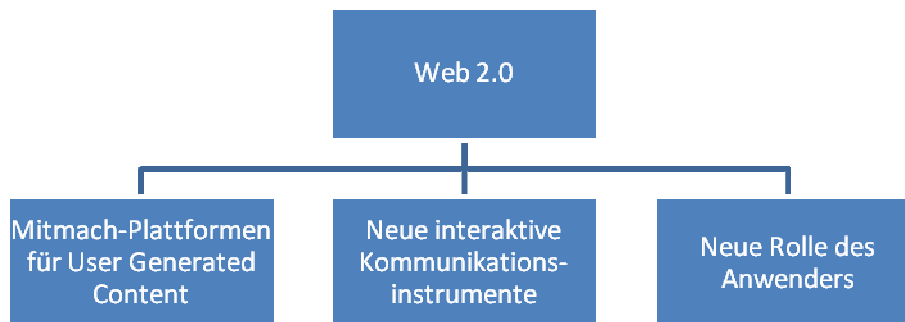 Web 2.0
Mitmach-Plattformen
für User Generated
Content
Neue interaktive
Kommunikations-
instrumente
Neue Rolle des
Anwenders